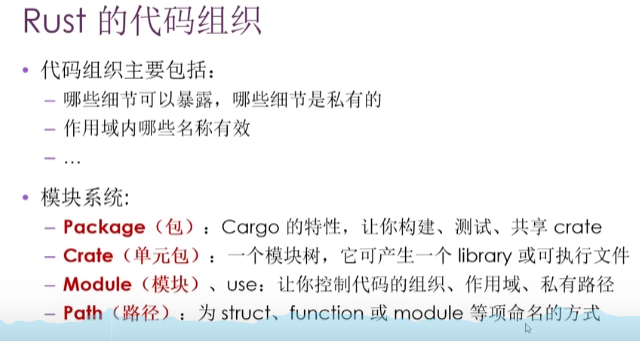 Rust 的代码组织
• 代码组织主要包括：
– 哪些细节可以暴露，哪些细节是私有的
– 作用域内哪些名称有效
– …
• 模块系统:
– Package（包）：Cargo 的特性，让你构建、测试、共享 crate
– Crate（单元包）：一个模块树，它可产生一个 library 或可执行文件
– Module（模块）、use：让你控制代码的组织、作用域、私有路径
– Path（路径）：为 struct、function 或 module 等项命名的方式